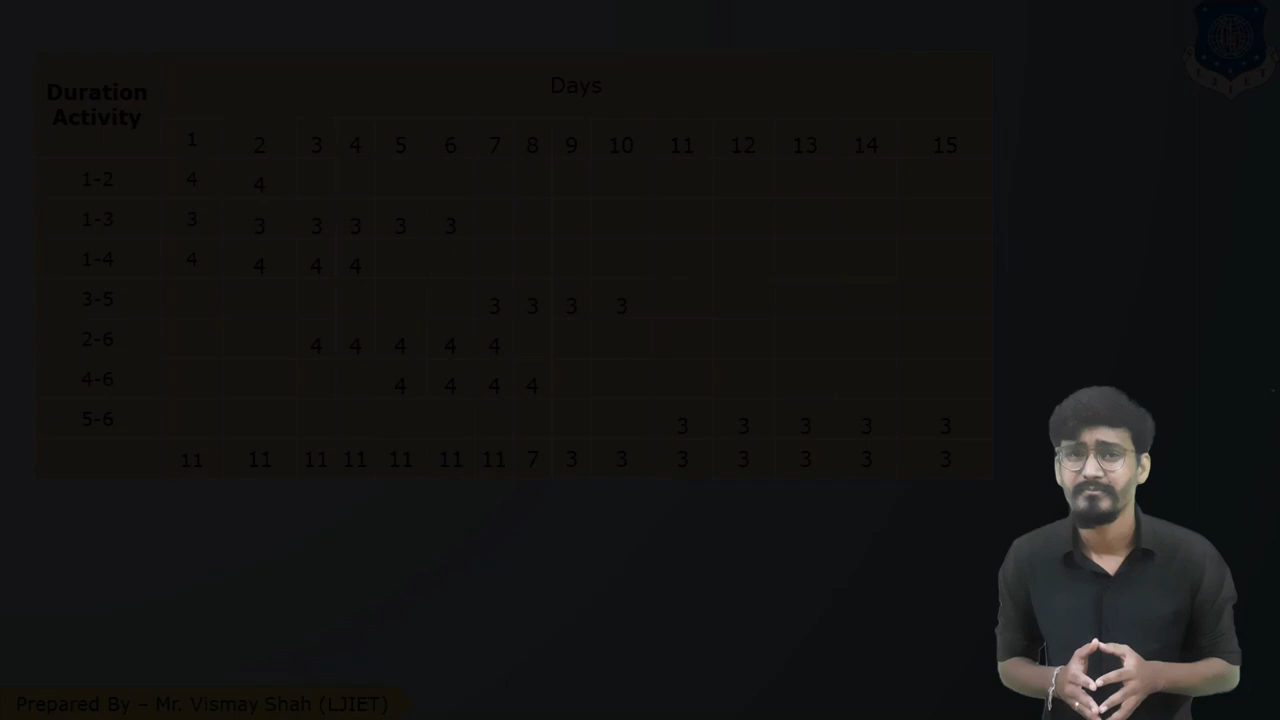 Duration Activity Days
1 2 3 4 5 6 7 8 9 10 11 12 13 14 15
1-2 4 4
1-3 3 3 3 3 3 3
1-4 4 4 4 4
3-5 3 3 3 3
2-6 4 4 4 4 4
4-6 4 4 4 4
5-6 3 3 3 3 3
11 11 11 11 11 11 11 7 3 3 3 3 3 3 3
Prepared By – Mr. Vismay Shah (LJIET)